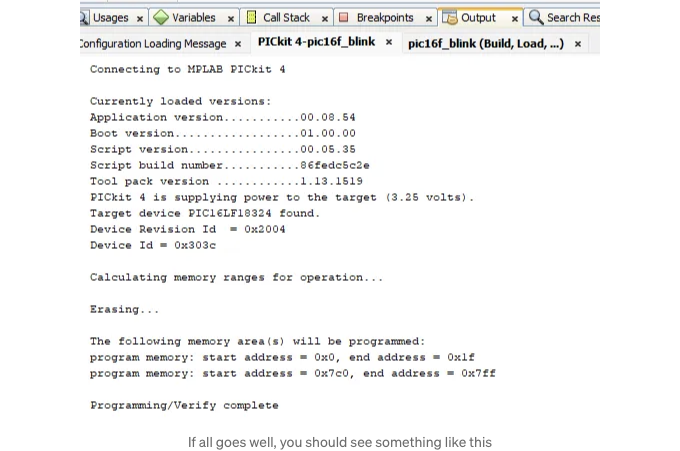 Usages x Variables x Call Stack x Breakpoints x Output x Search Res
Configuration Loading Message x PICkit 4-pic16f_blink x pic16f_blink (Build, Load, ...) x
Connecting to MPLAB PICkit 4
Currently loaded versions:
Application version...........00.08.54
Boot version..................01.00.00
Script version................00.05.35
Script build number...........86fedc5c2e
Tool pack version .............1.13.1519
PICkit 4 is supplying power to the target (3.25 volts).
Target device PIC16LF18324 found.
Device Revision Id  = 0x2004
Device Id = 0x303c
Calculating memory ranges for operation...
Erasing...
The following memory area(s) will be programmed:
program memory: start address = 0x0, end address = 0x1f
program memory: start address = 0x7c0, end address = 0x7ff
Programming/Verify complete
If all goes well, you should see something like this